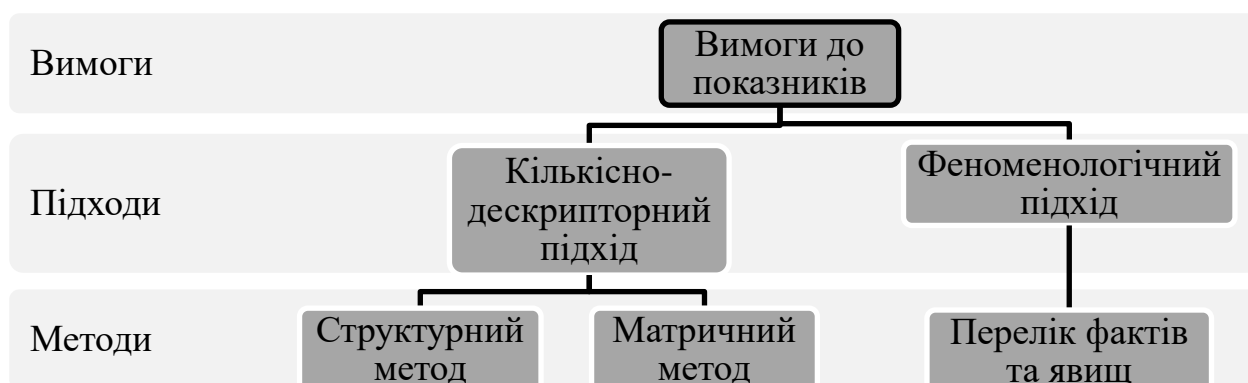 Вимоги
Вимоги до
показників
Підходи
Кількісно-
дескрипторний
підхід
Феноменологічний
підхід
Методи
Структурний
метод
Матричний
метод
Перелік фактів
та явищ